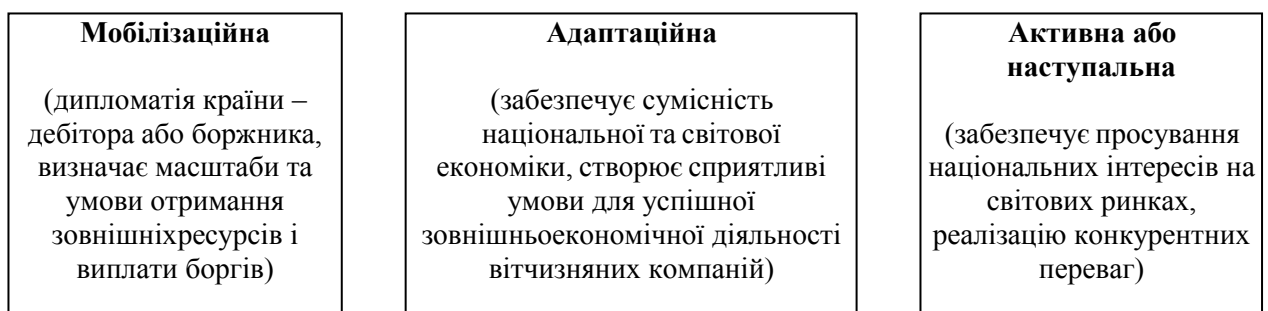 Мобілізаційна
(дипломатія країни –
дебітора або боржника,
визначає масштаби та
умови отримання
зовнішніхресурсів і
виплати боргів)
Адаптаційна
(забезпечує сумісність
національної та світової
економіки, створює сприятливі
умови для успішної
зовнішньоекономічної діяльності
вітчизняних компаній)
Активна або
наступальна
(забезпечує просування
національних інтересів на
світових ринках,
реалізацію конкурентних
переваг)